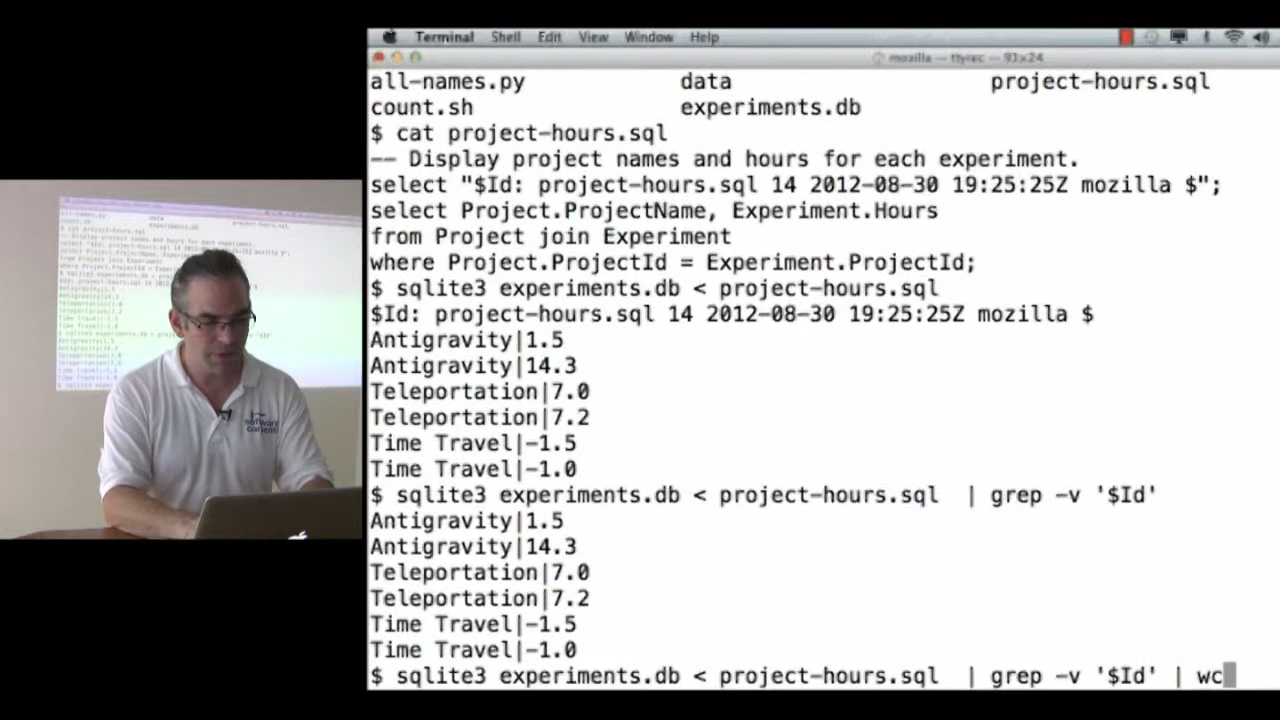 Terminal Shell Edit View Window Help
mozilla — ttyrec — 91×24
all-names.py data project-hours.sql
count.sh experiments.db
$ cat project-hours.sql
-- Display project names and hours for each experiment.
select "$Id: project-hours.sql 14 2012-08-30 19:25:25Z mozilla $";
select Project.ProjectName, Experiment.Hours
from Project join Experiment
where Project.ProjectId = Experiment.ProjectId;
$ sqlite3 experiments.db < project-hours.sql
$Id: project-hours.sql 14 2012-08-30 19:25:25Z mozilla $
Antigravity|1.5
Antigravity|14.3
Teleportation|7.0
Teleportation|7.2
Time Travel|-1.5
Time Travel|-1.0
$ sqlite3 experiments.db < project-hours.sql | grep -v '$Id'
Antigravity|1.5
Antigravity|14.3
Teleportation|7.0
Teleportation|7.2
Time Travel|-1.5
Time Travel|-1.0
$ sqlite3 experiments.db < project-hours.sql | grep -v '$Id' | wc